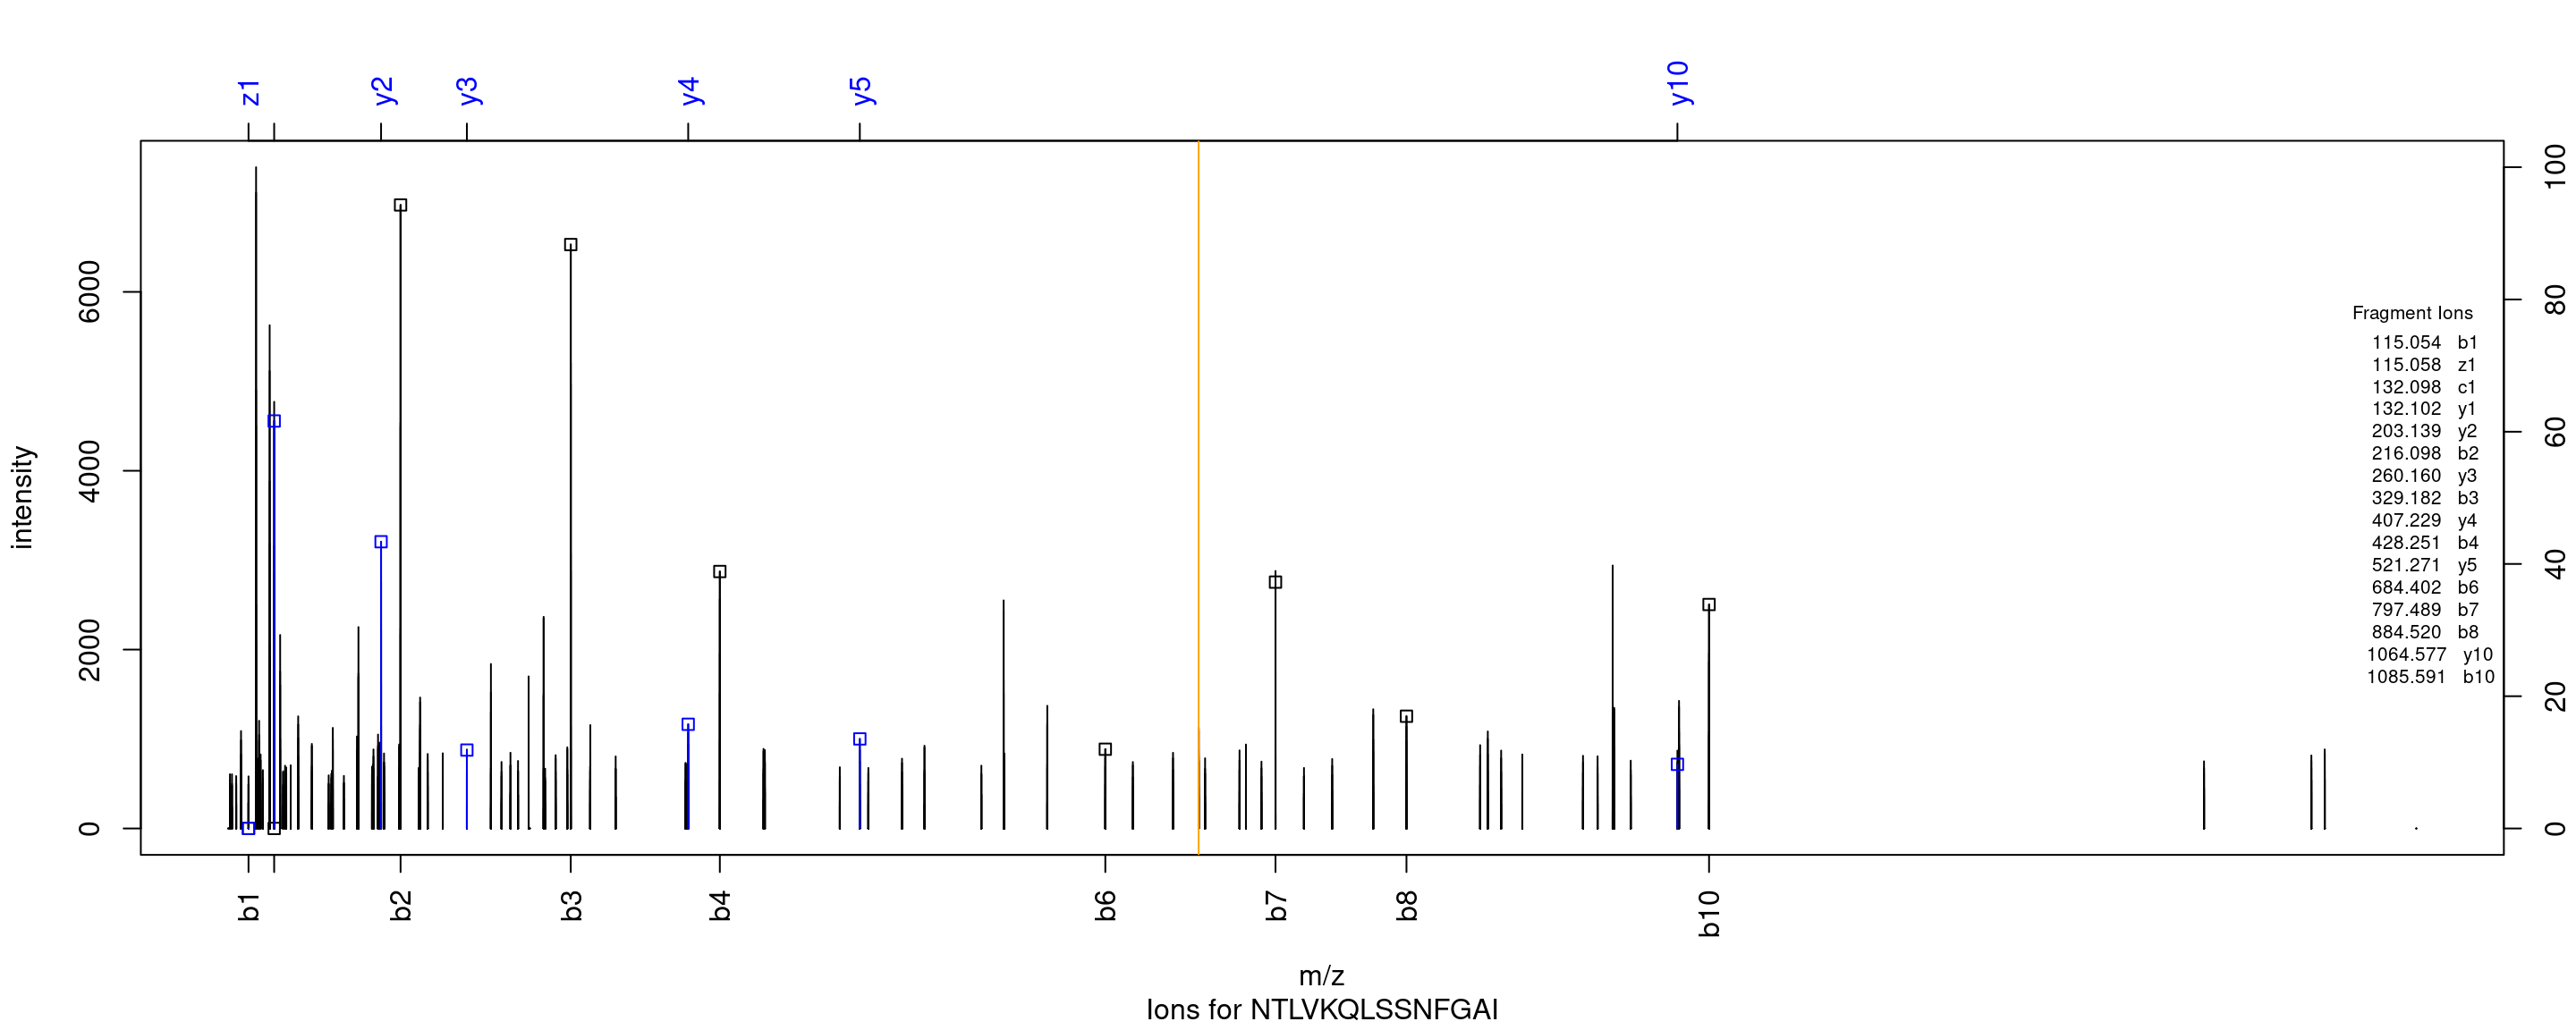 z1 y2 y3 y4 y5 y10
intensity
0 2000 4000 6000
0 20 40 60 80 100
Fragment Ions
115.054 b1
115.058 z1
132.098 c1
132.102 y1
203.139 y2
216.098 b2
260.160 y3
329.182 b3
407.229 y4
428.251 b4
521.271 y5
684.402 b6
797.489 b7
884.520 b8
1064.577 y10
1085.591 b10
b1 b2 b3 b4 b6 b7 b8 b10
m/z
Ions for NTLVKQLSSNFGAI